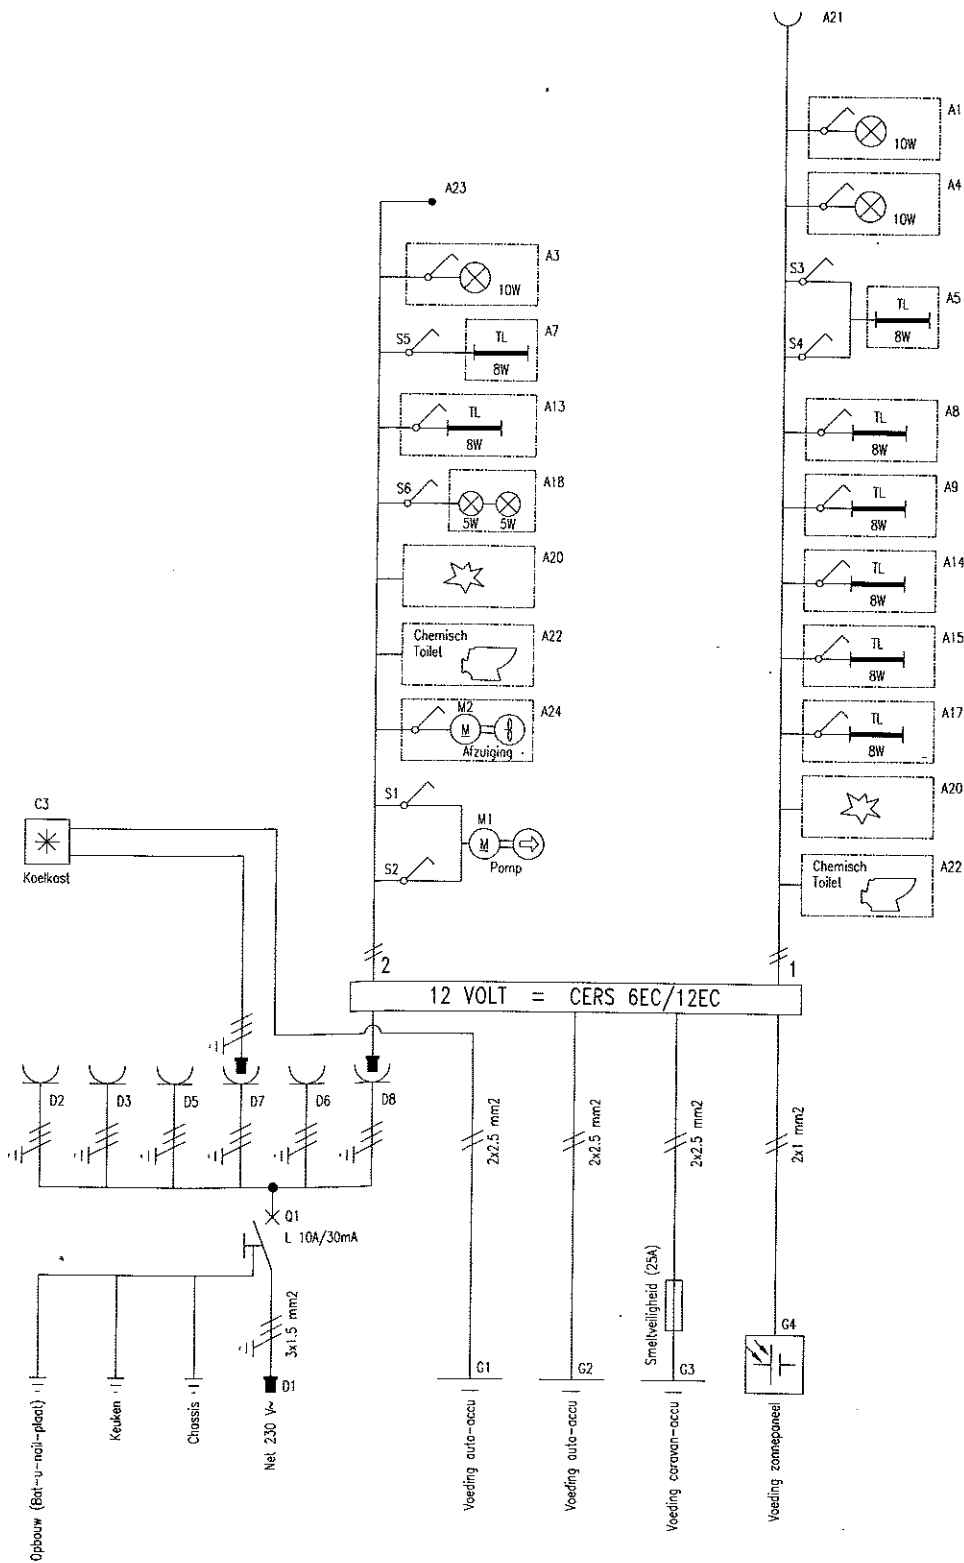 A21
A1
10W
A4
10W
A23
A3
10W
S3
A5
TL
8W
S4
S5
A7
TL
8W
A13
TL
8W
A8
TL
8W
S6
A18
5W 5W
A9
TL
8W
A20
A14
TL
8W
A22
Chemisch
Toilet
A15
TL
8W
A24
M2
M
Afzuiging
A17
TL
8W
S1
M1
M
Pomp
S2
A20
C3
Koelkast
A22
Chemisch
Toilet
2
1
12 VOLT = CERS 6EC/12EC
D2
D3
D5
D7
D6
D8
2x2.5 mm2
2x2.5 mm2
2x2.5 mm2
2x1 mm2
Q1
L 10A/30mA
3x1.5 mm2
Smeltveiligheid (25A)
D1
G1
G2
G3
G4
Opbouw (Bat-u-nail-plaat)
Keuken
Chassis
Net 230 V~
Voeding auto-accu
Voeding auto-accu
Voeding caravan-accu
Voeding zonnepaneel